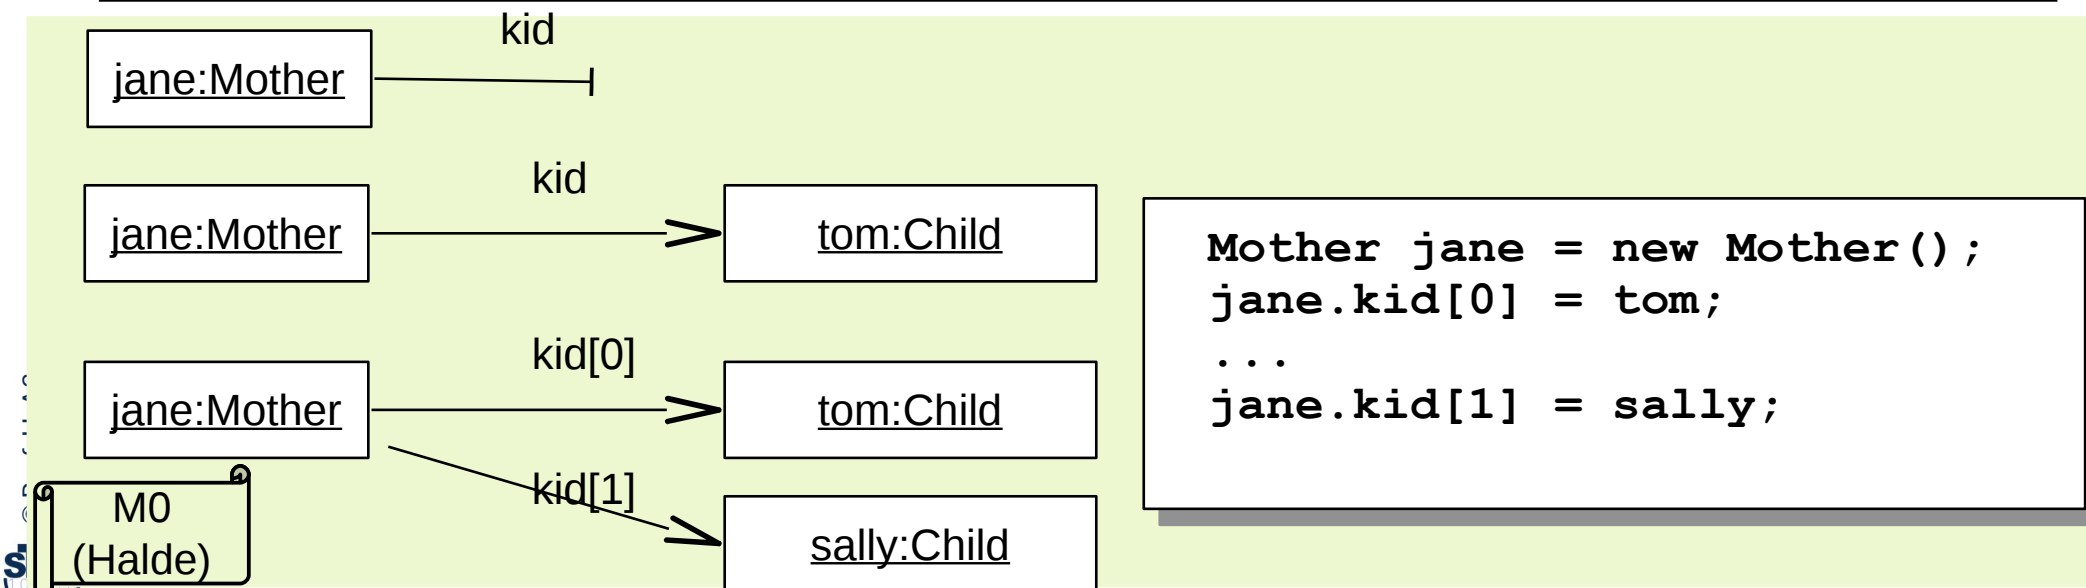 kid
jane:Mother
kid
jane:Mother
tom:Child
Mother jane = new Mother();
jane.kid[0] = tom;
...
jane.kid[1] = sally;
kid[0]
jane:Mother
tom:Child
kid[1]
sally:Child
M0
(Halde)